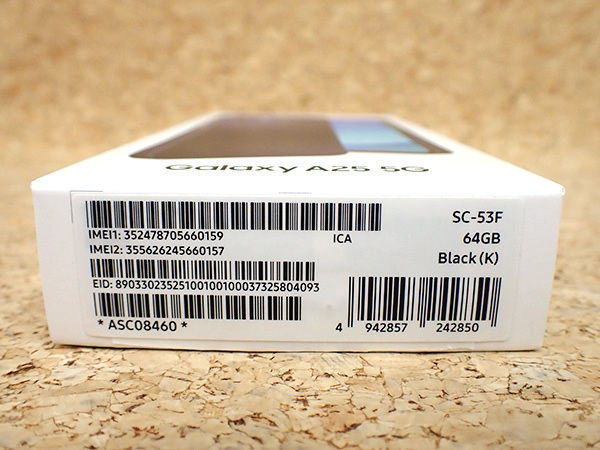 Galaxy A25 5G
IMEI1: 352478705660159
ICA
IMEI2: 355626245660157
SC-53F
64GB
Black (K)
EID: 89033023525100100100037325804093
* ASC08460 *
4 942857 242850